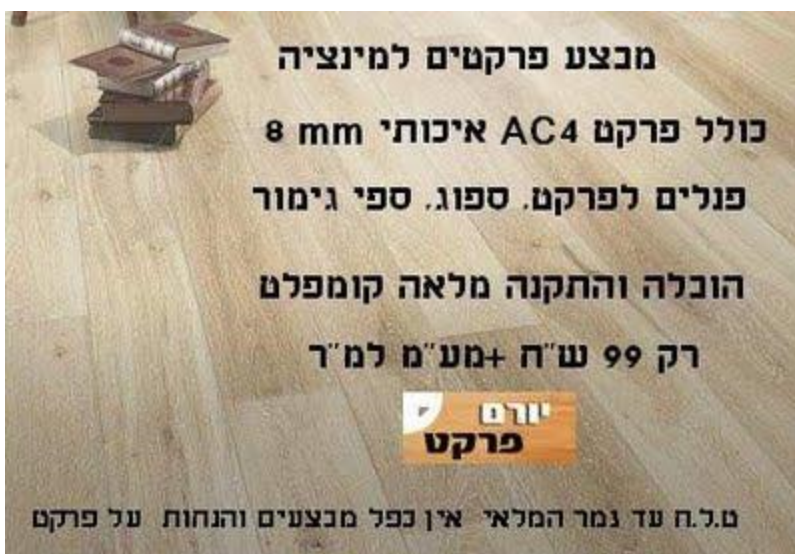 מבצע פרקטים למינציה
כולל פרקט AC4 איכותי 8 mm
פנלים לפרקט. ספוג. ספי גימור
הובלה והתקנה מלאה קומפלט
רק 99 ש"ח +מע"מ למ"ר
יורם
פרקט
ט.ל.ח עד גמר המלאי אין כפל מבצעים והנחות על פרקט